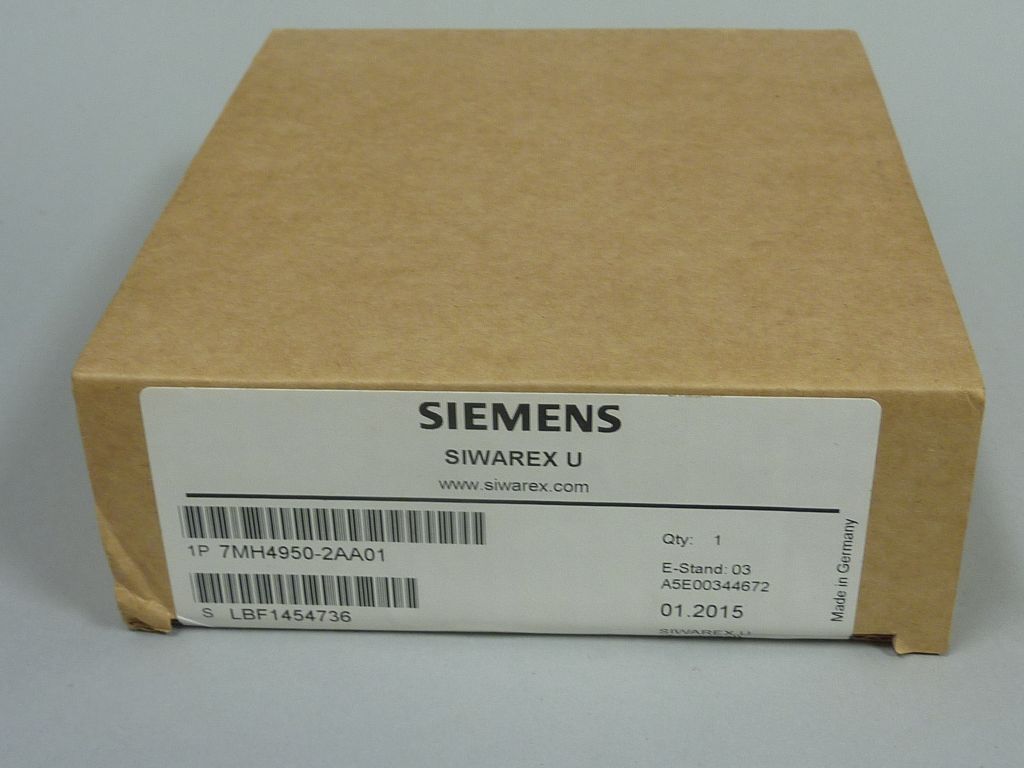 SIEMENS
SIWAREX U
www.siwarex.com
1P 7MH4950-2AA01
S LBF1454736
Qty: 1
E-Stand: 03
A5E00344672
01.2015
SIWAREX U
Made in Germany